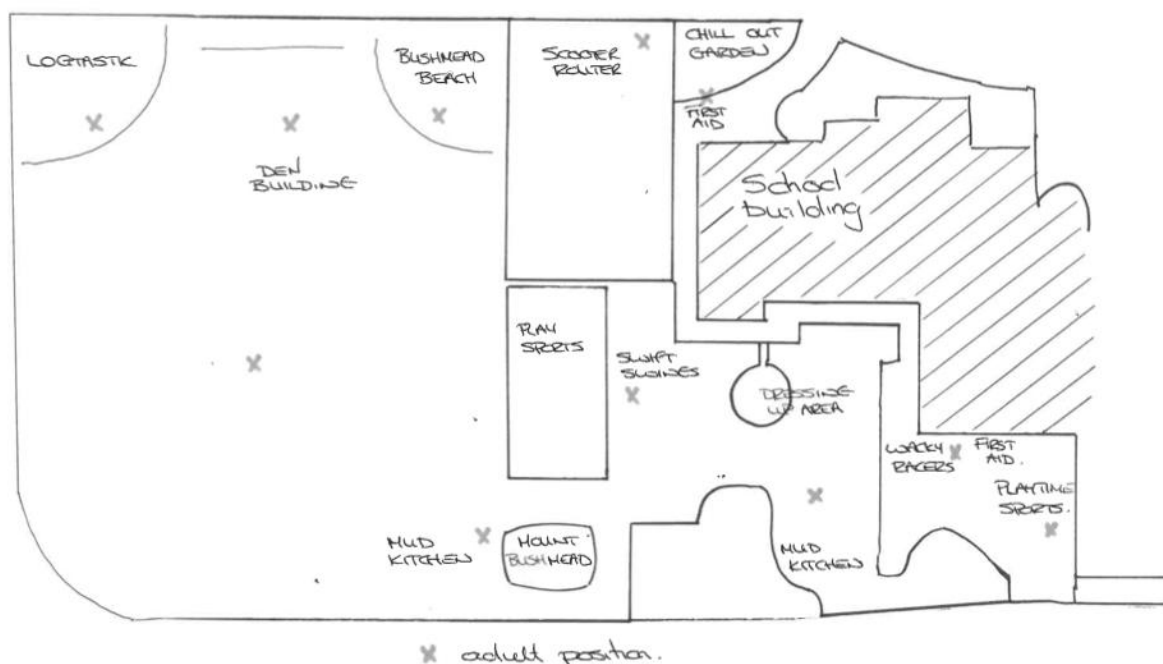 LOGTASTIC
BUSHMEAD
BEACH
SCOOTER
ROUTER
CHILL OUT
GARDEN
FIRST
AID
DEN
BUILDING
School
building
PLAY
SPORTS
SWIFT
SWINGS
DRESSING
UP AREA
WACKY
RACERS
FIRST
AID.
PLAYTIME
SPORTS.
MUD
KITCHEN
MOUNT
BUSHMEAD
MUD
KITCHEN
x adult position.